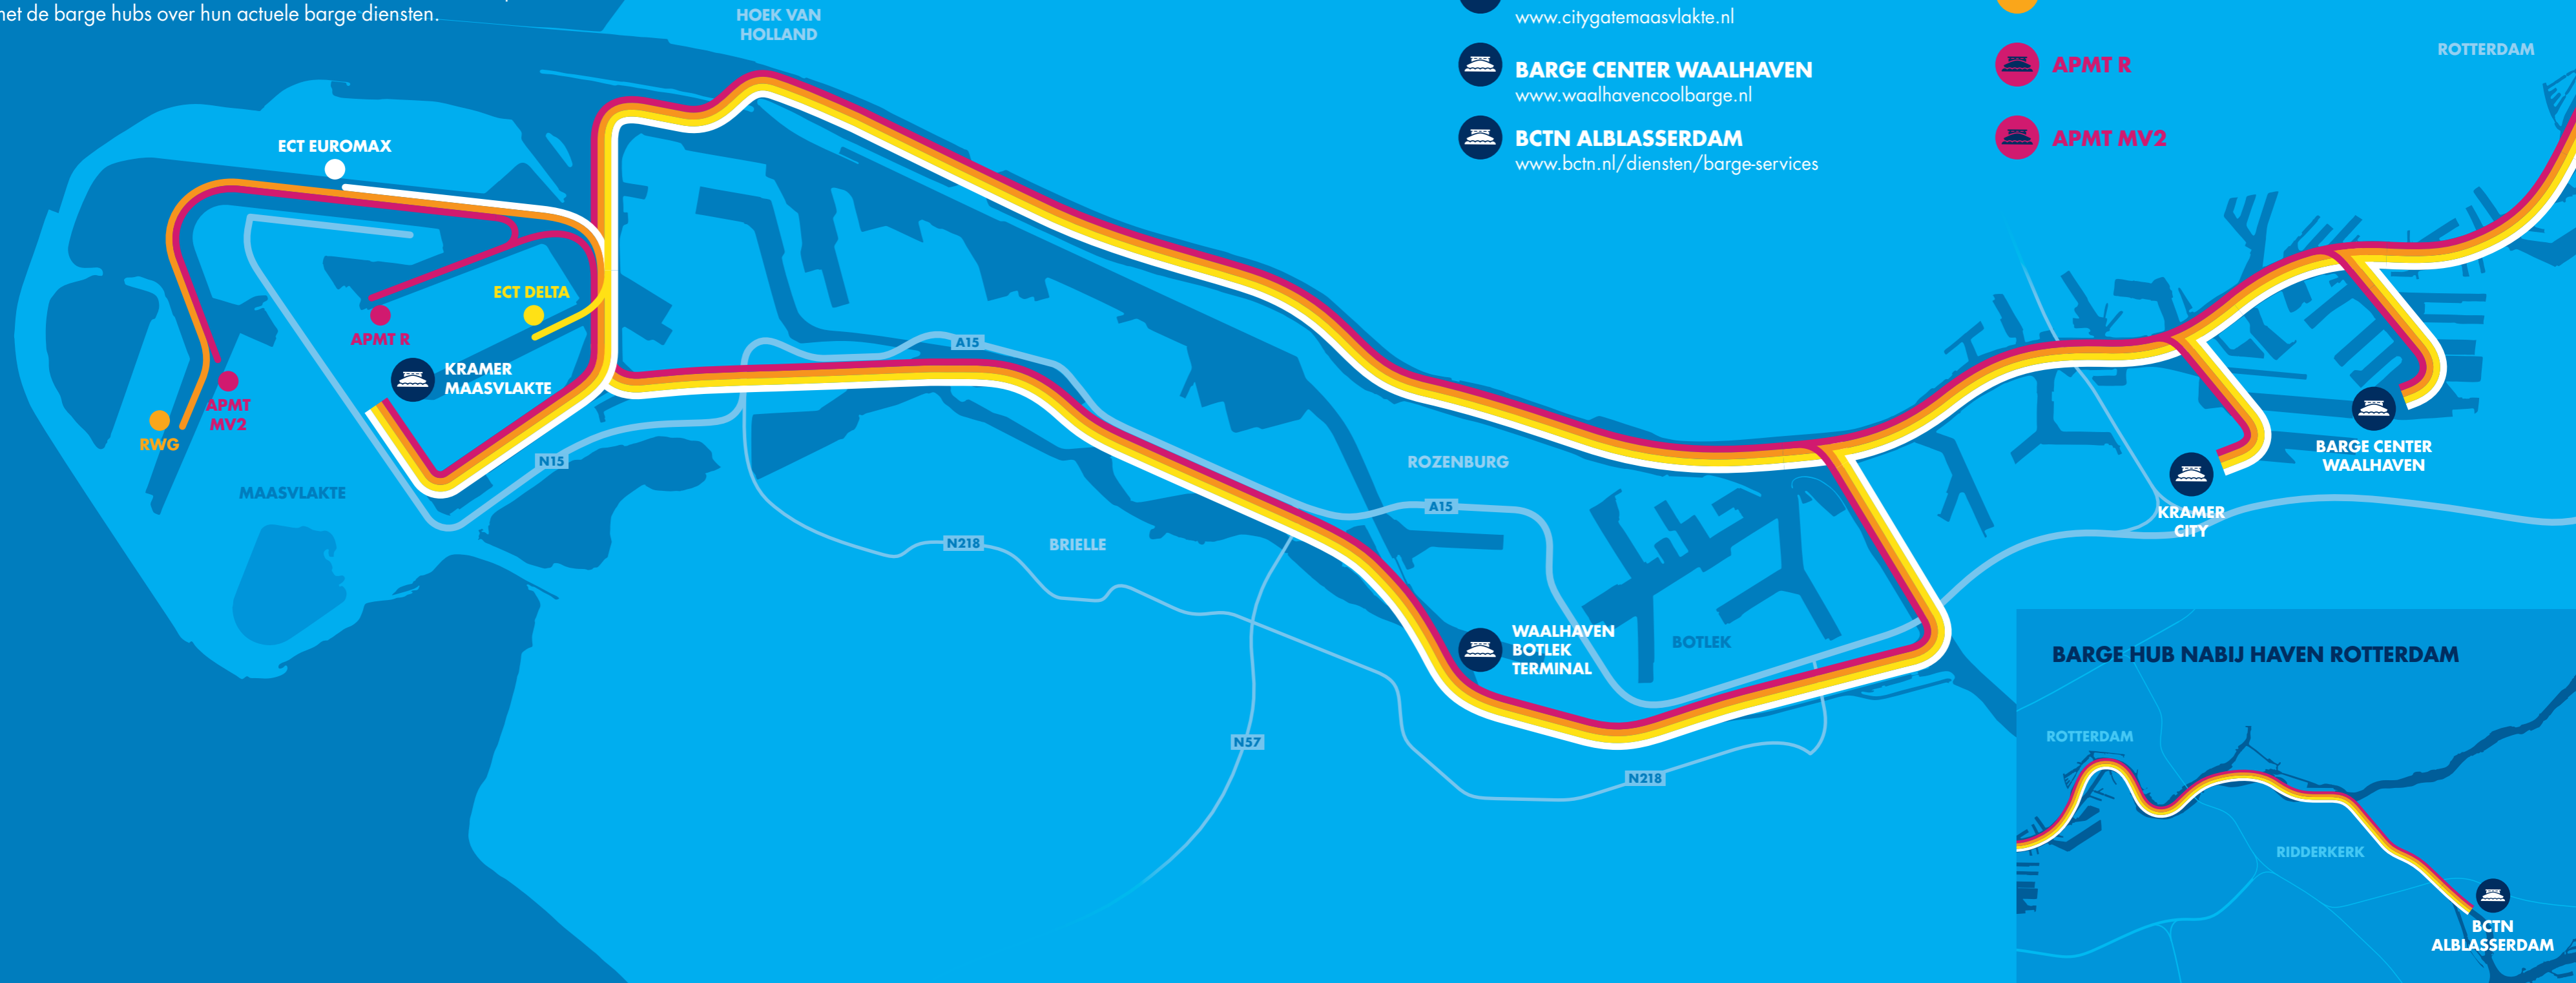 met de barge hubs over hun actuele barge diensten.
HOEK VAN
HOLLAND
www.citygatemaasvlakte.nl
BARGE CENTER WAALHAVEN
www.waalhavencoolbarge.nl
BCTN ALBLASSERDAM
www.bctn.nl/diensten/barge-services
APMT R
APMT MV2
ROTTERDAM
ECT EUROMAX
ECT DELTA
APMT R
KRAMER
MAASVLAKTE
APMT
MV2
RWG
MAASVLAKTE
N15
A15
N218
BRIELLE
ROZENBURG
A15
WAALHAVEN
BOTLEK
TERMINAL
BOTLEK
N57
N218
BARGE CENTER
WAALHAVEN
KRAMER
CITY
BARGE HUB NABIJ HAVEN ROTTERDAM
ROTTERDAM
RIDDERKERK
BCTN
ALBLASSERDAM